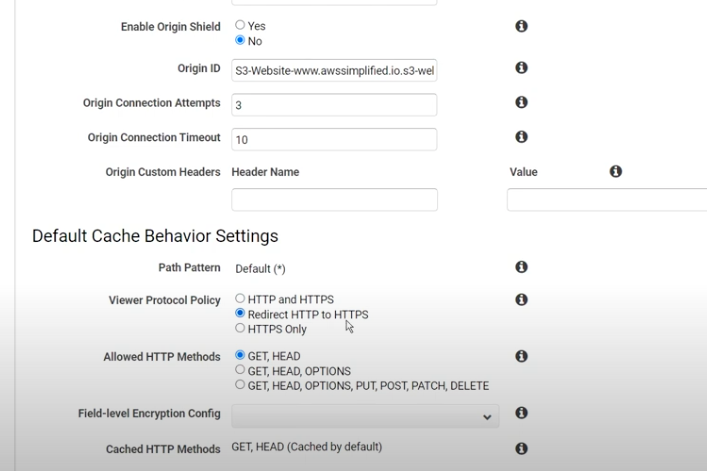 Enable Origin Shield
Yes
No
Origin ID
S3-Website-www.awssimplified.io.s3-wel
Origin Connection Attempts
3
Origin Connection Timeout
10
Origin Custom Headers
Header Name
Value
Default Cache Behavior Settings
Path Pattern
Default (*)
Viewer Protocol Policy
HTTP and HTTPS
Redirect HTTP to HTTPS
HTTPS Only
Allowed HTTP Methods
GET, HEAD
GET, HEAD, OPTIONS
GET, HEAD, OPTIONS, PUT, POST, PATCH, DELETE
Field-level Encryption Config
Cached HTTP Methods
GET, HEAD (Cached by default)